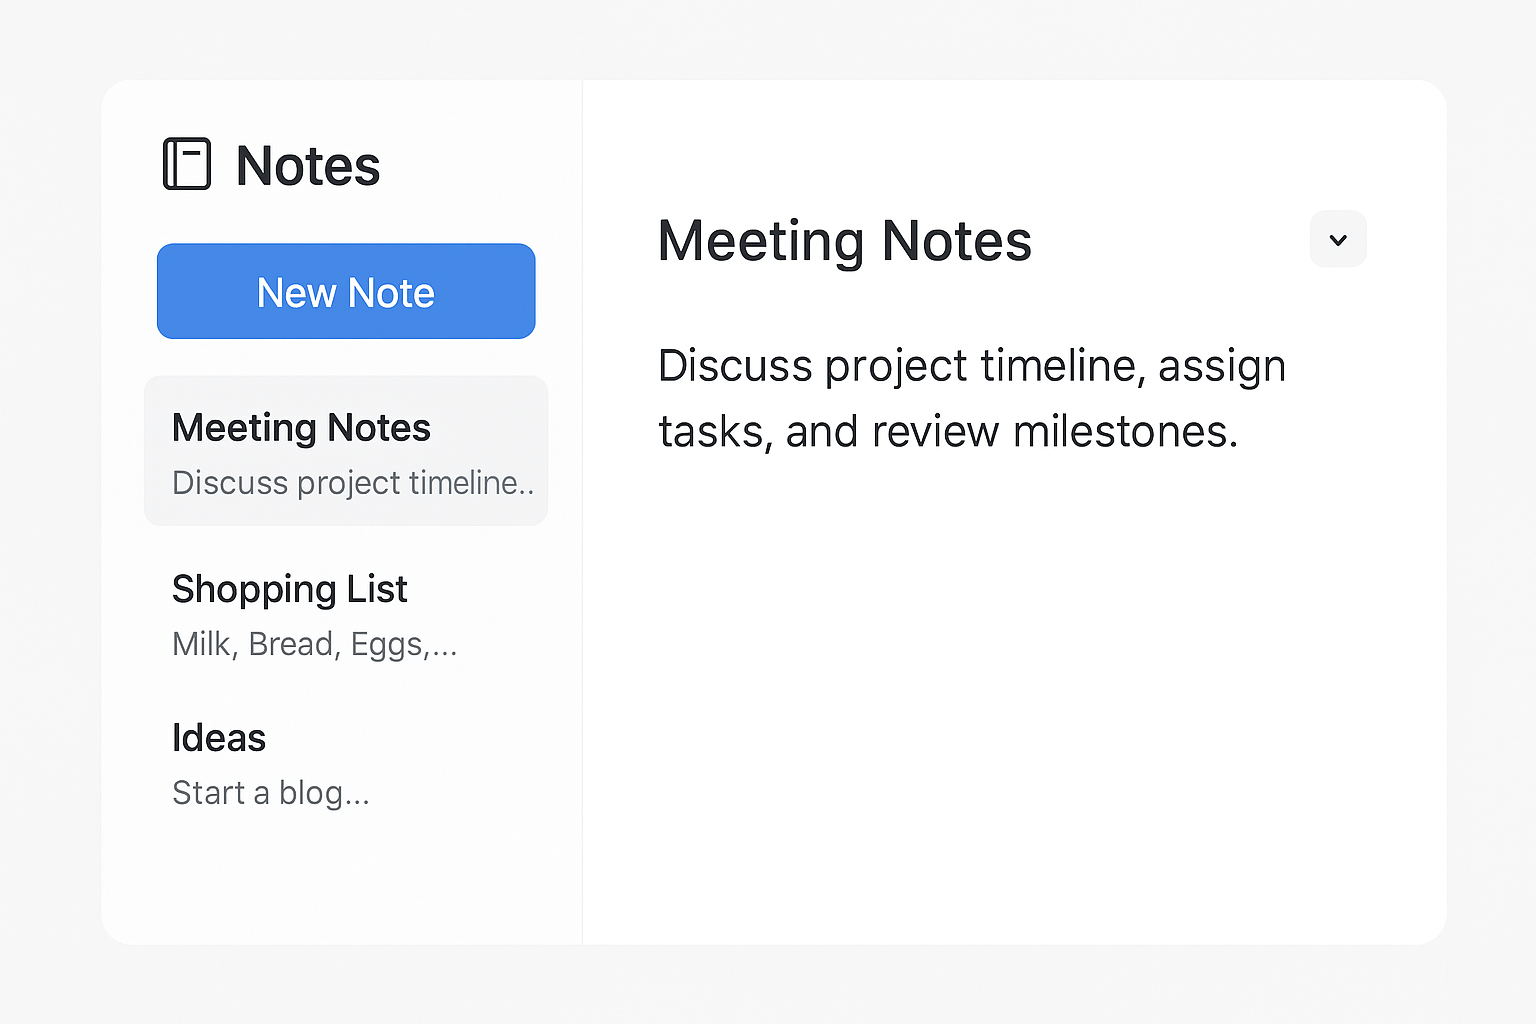 Notes
New Note
Meeting Notes
Discuss project timeline..
Shopping List
Milk, Bread, Eggs,...
Ideas
Start a blog...
Meeting Notes
Discuss project timeline, assign
tasks, and review milestones.